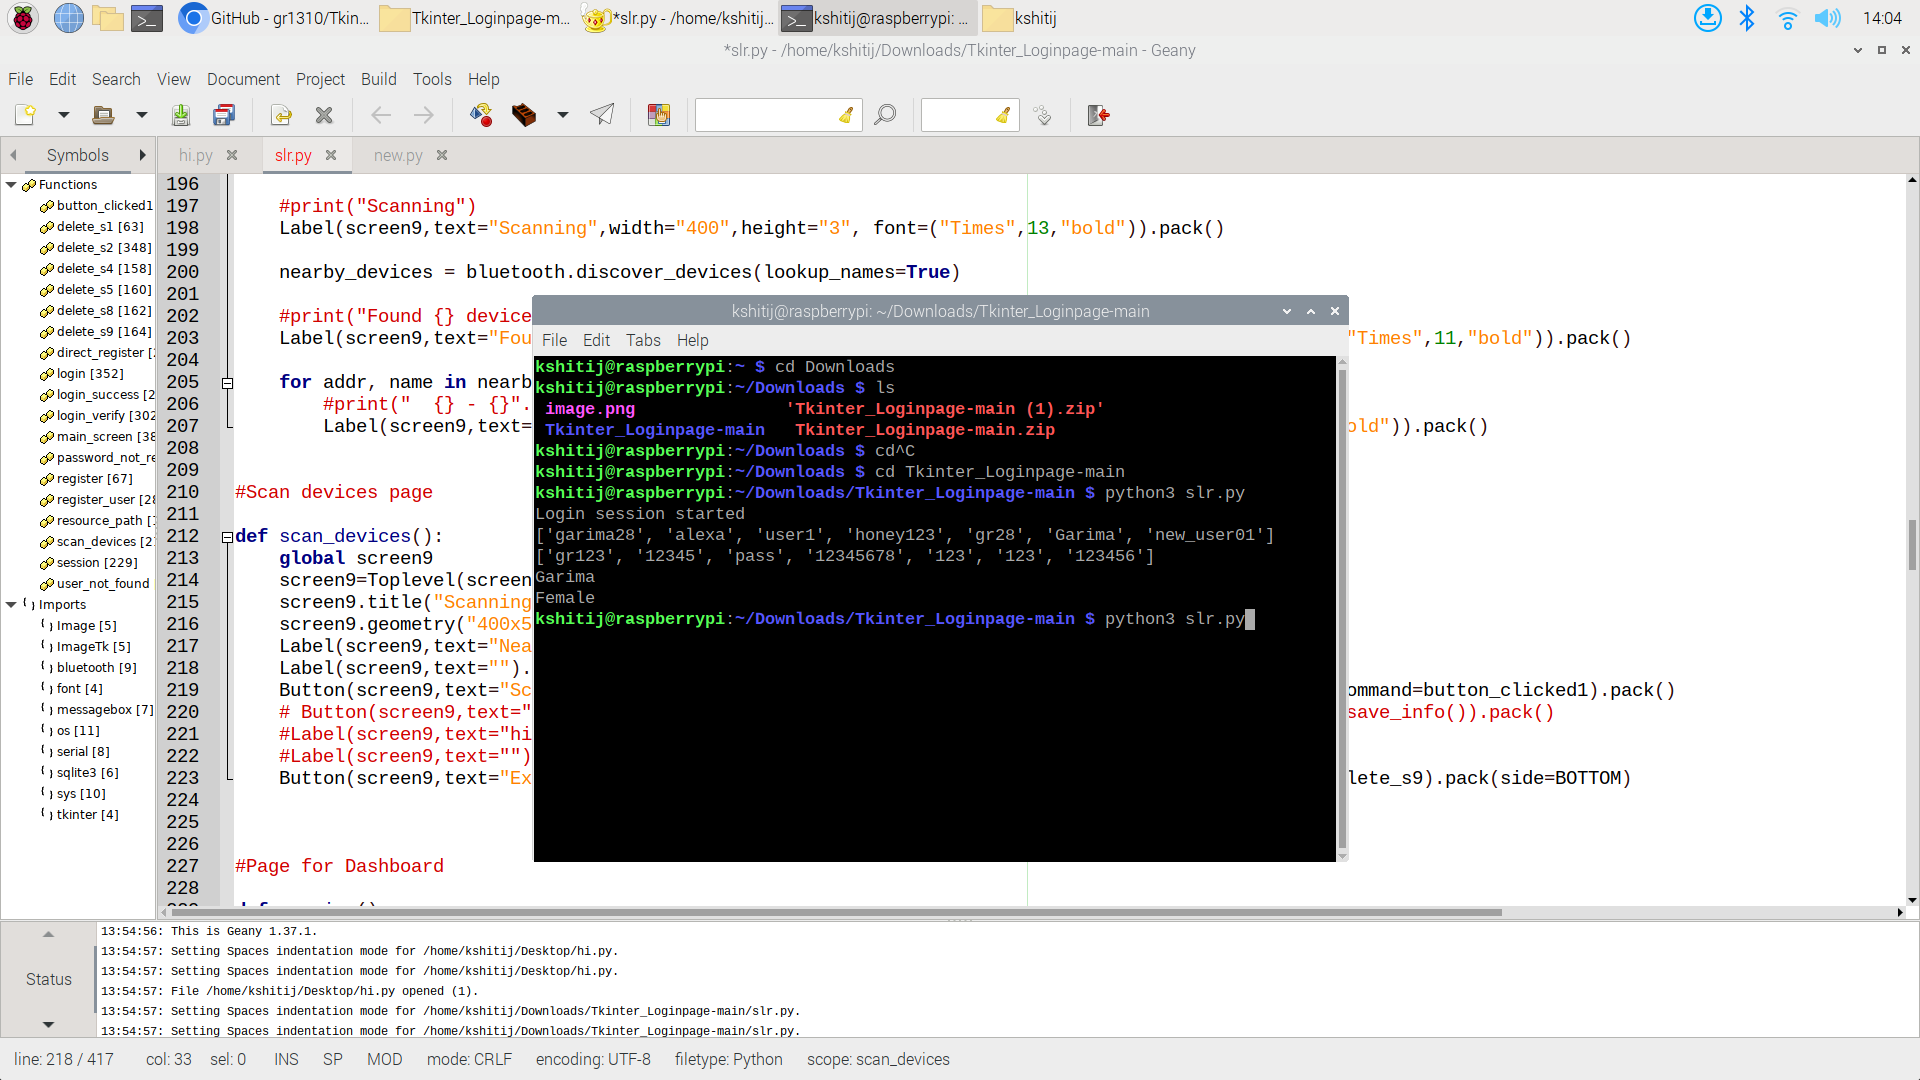 GitHub - gr1310/Tkin...
Tkinter_Loginpage-m...
*slr.py - /home/kshitij...
kshitij@raspberrypi: ...
kshitij
14:04
*slr.py - /home/kshitij/Downloads/Tkinter_Loginpage-main - Geany
File Edit Search View Document Project Build Tools Help
Symbols
hi.py
slr.py
new.py
Functions
button_clicked1
delete_s1 [63]
delete_s2 [348]
delete_s4 [158]
delete_s5 [160]
delete_s8 [162]
delete_s9 [164]
direct_register [
login [352]
login_success [2
login_verify [302
main_screen [38
password_not_re
register [67]
register_user [28
resource_path [
scan_devices [2
session [229]
user_not_found
Imports
Image [5]
ImageTk [5]
bluetooth [9]
font [4]
messagebox [7]
os [11]
serial [8]
sqlite3 [6]
sys [10]
tkinter [4]
196
197 #print("Scanning")
198 Label(screen9,text="Scanning",width="400",height="3", font=("Times",13,"bold")).pack()
199
200 nearby_devices = bluetooth.discover_devices(lookup_names=True)
201
202 #print("Found {} device
203 Label(screen9,text="Fou "Times",11,"bold")).pack()
204
205 for addr, name in nearb
206 #print("  {} - {}".
207 Label(screen9,text= old")).pack()
208
209
210 #Scan devices page
211
212 def scan_devices():
213 global screen9
214 screen9=Toplevel(screen
215 screen9.title("Scanning
216 screen9.geometry("400x5
217 Label(screen9,text="Nea
218 Label(screen9,text="").
219 Button(screen9,text="Sc ommand=button_clicked1).pack()
220 # Button(screen9,text=" save_info()).pack()
221 #Label(screen9,text="hi
222 #Label(screen9,text="")
223 Button(screen9,text="Ex lete_s9).pack(side=BOTTOM)
224
225
226
227 #Page for Dashboard
228
kshitij@raspberrypi: ~/Downloads/Tkinter_Loginpage-main
File Edit Tabs Help
kshitij@raspberrypi:~ $ cd Downloads
kshitij@raspberrypi:~/Downloads $ ls
image.png 'Tkinter_Loginpage-main (1).zip'
Tkinter_Loginpage-main Tkinter_Loginpage-main.zip
kshitij@raspberrypi:~/Downloads $ cd^C
kshitij@raspberrypi:~/Downloads $ cd Tkinter_Loginpage-main
kshitij@raspberrypi:~/Downloads/Tkinter_Loginpage-main $ python3 slr.py
Login session started
['garima28', 'alexa', 'user1', 'honey123', 'gr28', 'Garima', 'new_user01']
['gr123', '12345', 'pass', '12345678', '123', '123', '123456']
Garima
Female
kshitij@raspberrypi:~/Downloads/Tkinter_Loginpage-main $ python3 slr.py
Status
13:54:56: This is Geany 1.37.1.
13:54:57: Setting Spaces indentation mode for /home/kshitij/Desktop/hi.py.
13:54:57: Setting Spaces indentation mode for /home/kshitij/Desktop/hi.py.
13:54:57: File /home/kshitij/Desktop/hi.py opened (1).
13:54:57: Setting Spaces indentation mode for /home/kshitij/Downloads/Tkinter_Loginpage-main/slr.py.
13:54:57: Setting Spaces indentation mode for /home/kshitij/Downloads/Tkinter_Loginpage-main/slr.py.
line: 218 / 417 col: 33 sel: 0 INS SP MOD mode: CRLF encoding: UTF-8 filetype: Python scope: scan_devices